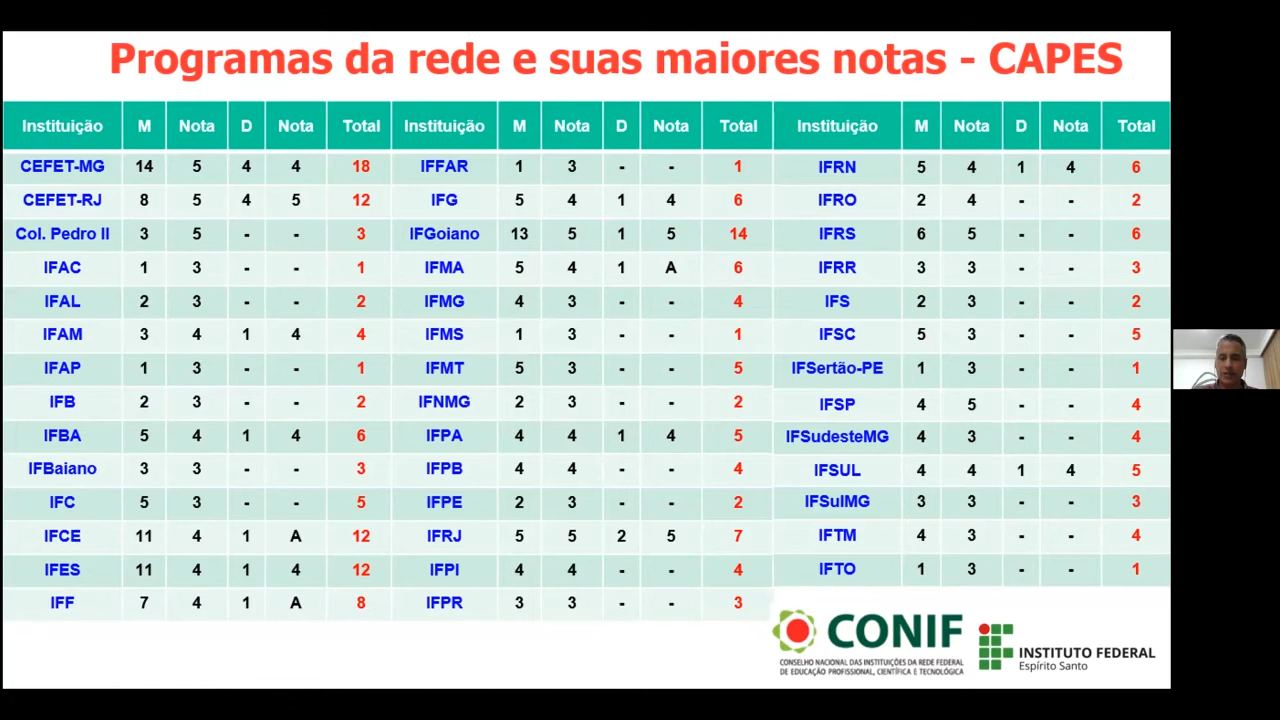 Programas da rede e suas maiores notas - CAPES
Instituição M Nota D Nota Total Instituição M Nota D Nota Total Instituição M Nota D Nota Total
CEFET-MG 14 5 4 4 18 IFFAR 1 3 - - 1 IFRN 5 4 1 4 6
CEFET-RJ 8 5 4 5 12 IFG 5 4 1 4 6 IFRO 2 4 - - 2
Col. Pedro II 3 5 - - 3 IFGoiano 13 5 1 5 14 IFRS 6 5 - - 6
IFAC 1 3 - - 1 IFMA 5 4 1 A 6 IFRR 3 3 - - 3
IFAL 2 3 - - 2 IFMG 4 3 - - 4 IFS 2 3 - - 2
IFAM 3 4 1 4 4 IFMS 1 3 - - 1 IFSC 5 3 - - 5
IFAP 1 3 - - 1 IFMT 5 3 - - 5 IFSertão-PE 1 3 - - 1
IFB 2 3 - - 2 IFNMG 2 3 - - 2 IFSP 4 5 - - 4
IFBA 5 4 1 4 6 IFPA 4 4 1 4 5 IFSudesteMG 4 3 - - 4
IFBaiano 3 3 - - 3 IFPB 4 4 - - 4 IFSUL 4 4 1 4 5
IFC 5 3 - - 5 IFPE 2 3 - - 2 IFSulMG 3 3 - - 3
IFCE 11 4 1 A 12 IFRJ 5 5 2 5 7 IFTM 4 3 - - 4
IFES 11 4 1 4 12 IFPI 4 4 - - 4 IFTO 1 3 - - 1
IFF 7 4 1 A 8 IFPR 3 3 - - 3
CONIF
CONSELHO NACIONAL DAS INSTITUIÇÕES DA REDE FEDERAL
DE EDUCAÇÃO PROFISSIONAL, CIENTÍFICA E TECNOLÓGICA
INSTITUTO FEDERAL
Espírito Santo